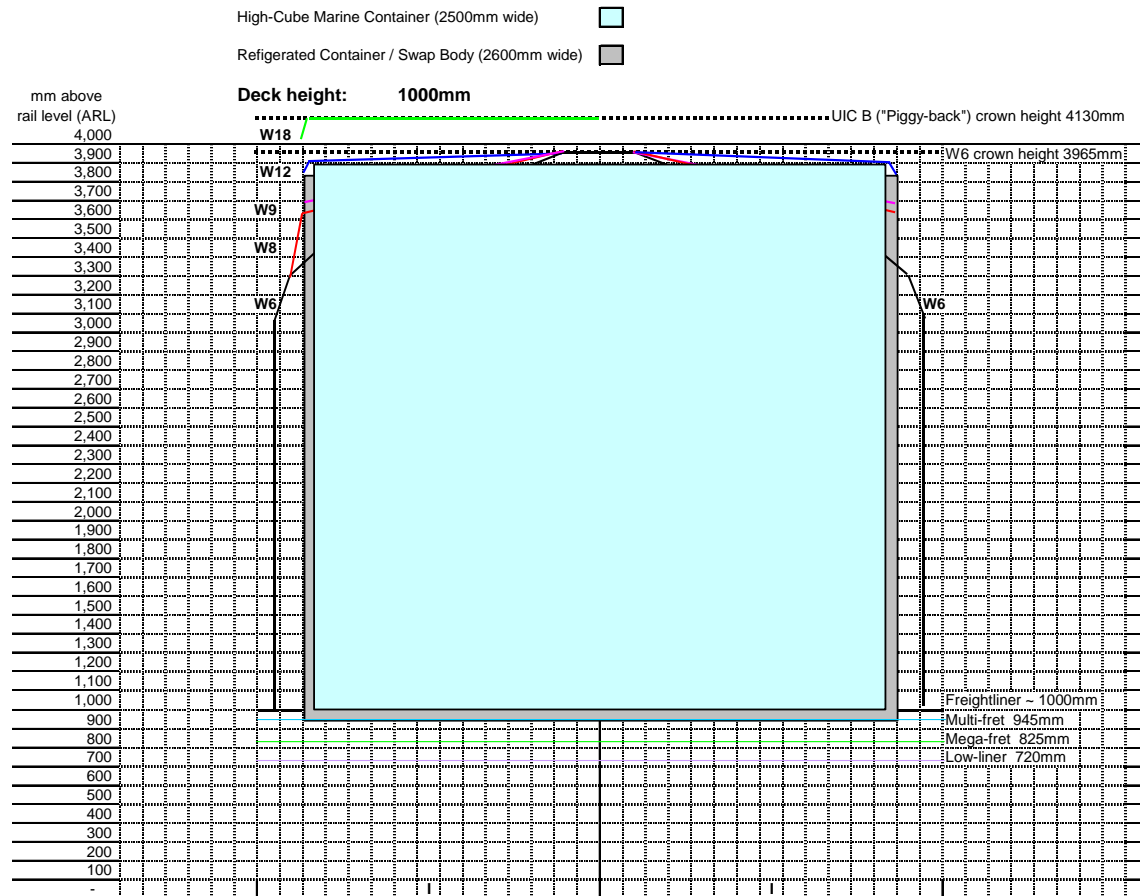 High-Cube Marine Container (2500mm wide)
Refigerated Container / Swap Body (2600mm wide)
Deck height: 1000mm
mm above
rail level (ARL)
UIC B ("Piggy-back") crown height 4130mm
4,000
W18
3,900
W6 crown height 3965mm
3,800
W12
3,700
3,600
W9
3,500
3,400
W8
3,300
3,200
3,100
W6
W6
3,000
2,900
2,800
2,700
2,600
2,500
2,400
2,300
2,200
2,100
2,000
1,900
1,800
1,700
1,600
1,500
1,400
1,300
1,200
1,100
1,000
Freightliner ~ 1000mm
900
Multi-fret 945mm
800
Mega-fret 825mm
700
Low-liner 720mm
600
500
400
300
200
100
-